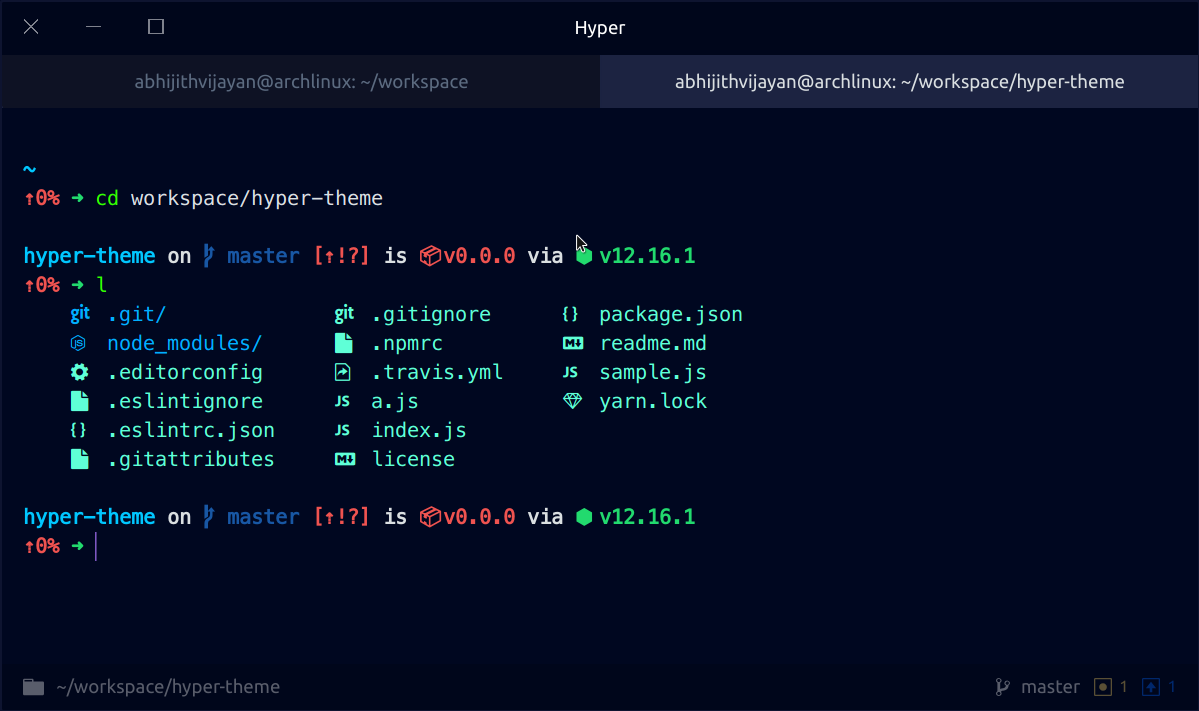 Hyper
abhijithvijayan@archlinux: ~/workspace abhijithvijayan@archlinux: ~/workspace/hyper-theme
~
↑0% ➜ cd workspace/hyper-theme
hyper-theme on master [↑!?] is v0.0.0 via ⬢ v12.16.1
↑0% ➜ l
git .git/ git .gitignore {} package.json
JS node_modules/ .npmrc M↓ readme.md
.editorconfig .travis.yml JS sample.js
.eslintignore JS a.js yarn.lock
{} .eslintrc.json JS index.js
.gitattributes M↓ license
hyper-theme on master [↑!?] is v0.0.0 via ⬢ v12.16.1
↑0% ➜
~/workspace/hyper-theme master 1 1